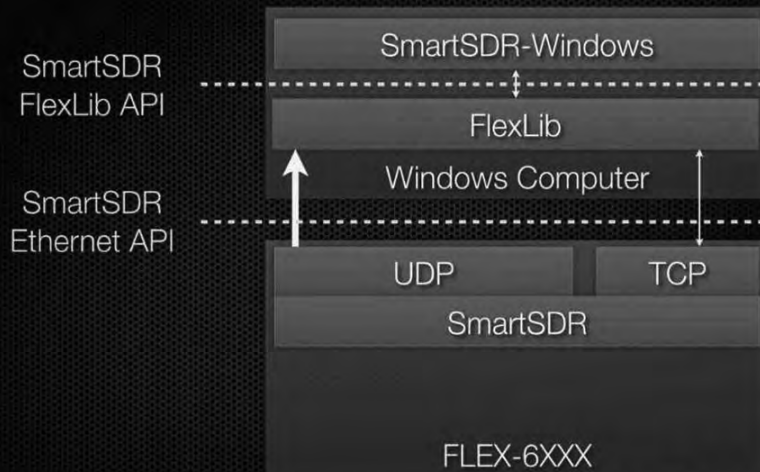 SmartSDR-Windows
SmartSDR
FlexLib API
FlexLib
Windows Computer
SmartSDR
Ethernet API
UDP
TCP
SmartSDR
FLEX-6XXX